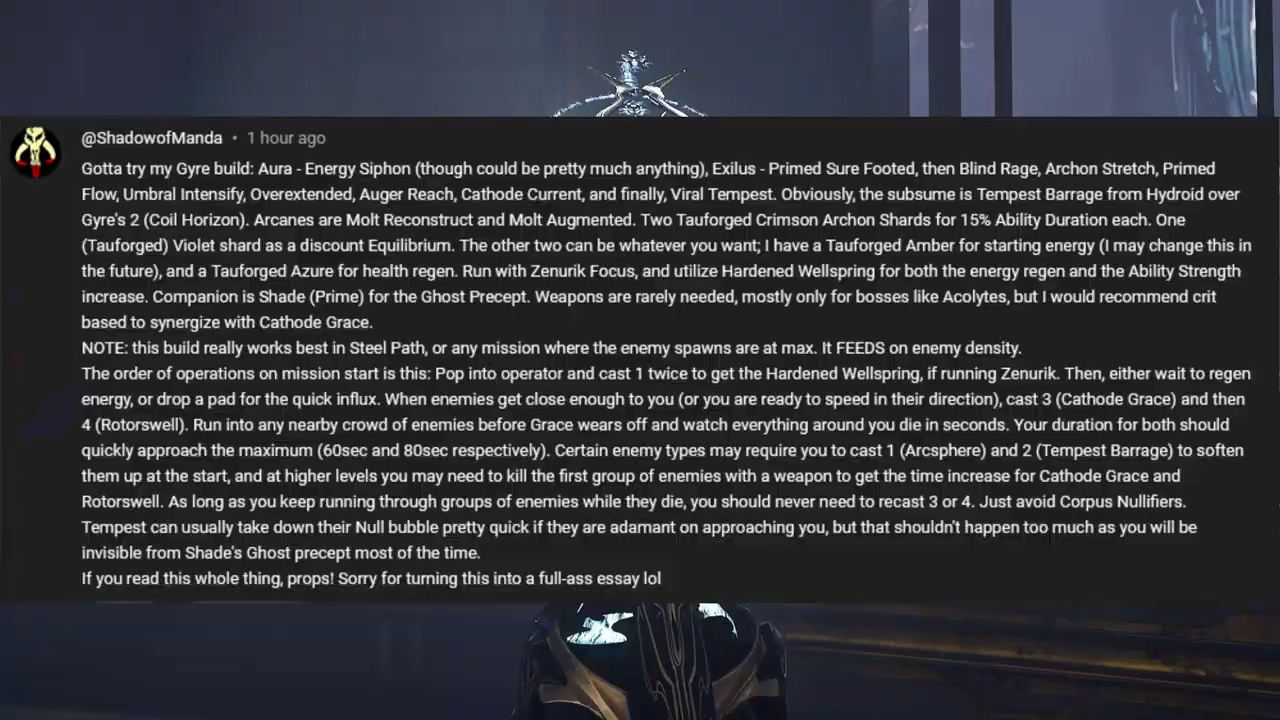 @ShadowofManda • 1 hour ago
Gotta try my Gyre build: Aura - Energy Siphon (though could be pretty much anything), Exilus - Primed Sure Footed, then Blind Rage, Archon Stretch, Primed
Flow, Umbral Intensify, Overextended, Auger Reach, Cathode Current, and finally, Viral Tempest. Obviously, the subsume is Tempest Barrage from Hydroid over
Gyre's 2 (Coil Horizon). Arcanes are Molt Reconstruct and Molt Augmented. Two Tauforged Crimson Archon Shards for 15% Ability Duration each. One
(Tauforged) Violet shard as a discount Equilibrium. The other two can be whatever you want; I have a Tauforged Amber for starting energy (I may change this in
the future), and a Tauforged Azure for health regen. Run with Zenurik Focus, and utilize Hardened Wellspring for both the energy regen and the Ability Strength
increase. Companion is Shade (Prime) for the Ghost Precept. Weapons are rarely needed, mostly only for bosses like Acolytes, but I would recommend crit
based to synergize with Cathode Grace.
NOTE: this build really works best in Steel Path, or any mission where the enemy spawns are at max. It FEEDS on enemy density.
The order of operations on mission start is this: Pop into operator and cast 1 twice to get the Hardened Wellspring, if running Zenurik. Then, either wait to regen
energy, or drop a pad for the quick influx. When enemies get close enough to you (or you are ready to speed in their direction), cast 3 (Cathode Grace) and then
4 (Rotorswell). Run into any nearby crowd of enemies before Grace wears off and watch everything around you die in seconds. Your duration for both should
quickly approach the maximum (60sec and 80sec respectively). Certain enemy types may require you to cast 1 (Arcsphere) and 2 (Tempest Barrage) to soften
them up at the start, and at higher levels you may need to kill the first group of enemies with a weapon to get the time increase for Cathode Grace and
Rotorswell. As long as you keep running through groups of enemies while they die, you should never need to recast 3 or 4. Just avoid Corpus Nullifiers.
Tempest can usually take down their Null bubble pretty quick if they are adamant on approaching you, but that shouldn't happen too much as you will be
invisible from Shade's Ghost precept most of the time.
If you read this whole thing, props! Sorry for turning this into a full-ass essay lol